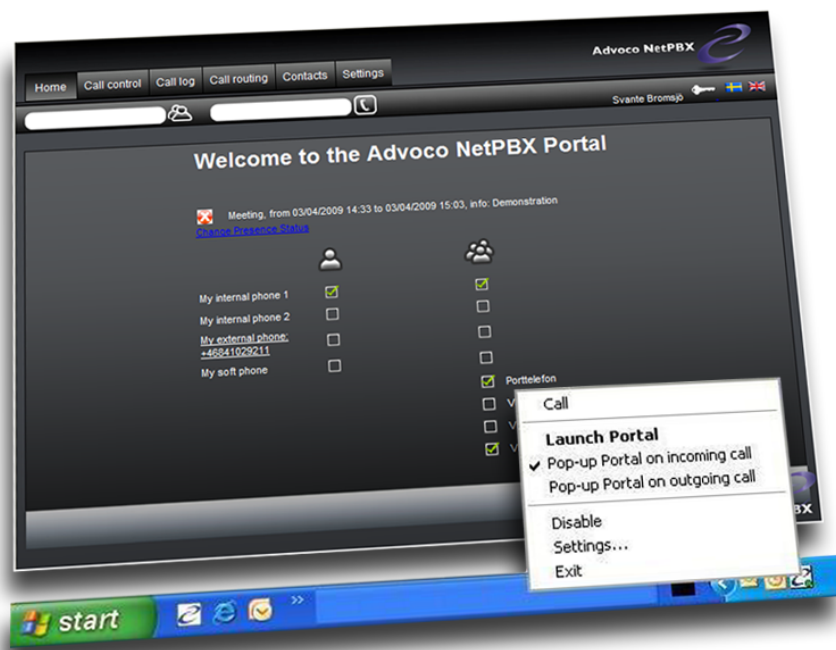 Advoco NetPBX
Home Call control Call log Call routing Contacts Settings
Svante Bromsjö
Welcome to the Advoco NetPBX Portal
Meeting, from 03/04/2009 14:33 to 03/04/2009 15:03, info: Demonstration
Change Presence Status
My internal phone 1
My internal phone 2
My external phone:
+46841029211
My soft phone
Porttelefon
V
V
V
Call
Launch Portal
Pop-up Portal on incoming call
Pop-up Portal on outgoing call
Disable
Settings...
Exit
BX
start